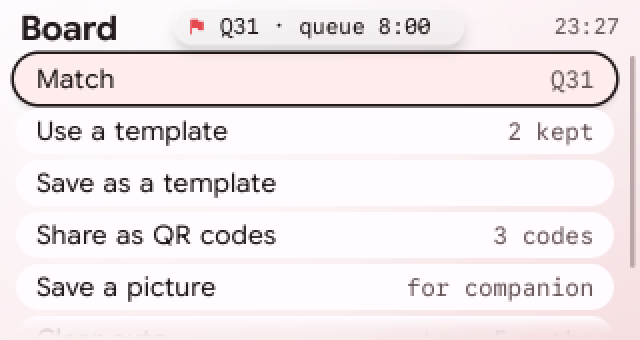 Board Q31 · queue 8:00 23:27
Match Q31
Use a template 2 kept
Save as a template
Share as QR codes 3 codes
Save a picture for companion